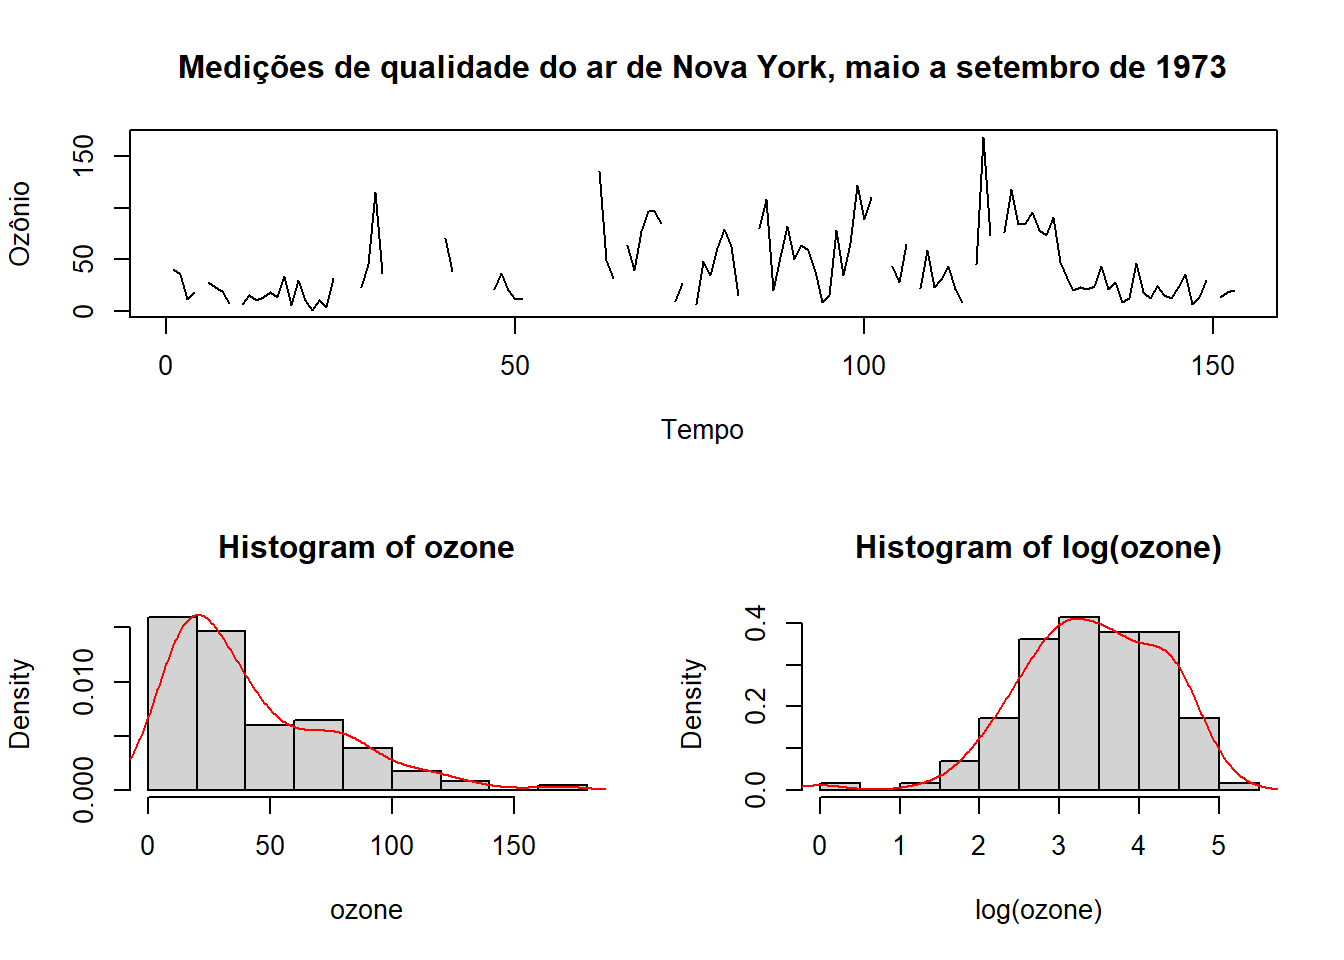 Medições de qualidade do ar de Nova York, maio a setembro de 1973
Ozônio
0 50 150
0 50 100 150
Tempo
Histogram of ozone
Density
0.000 0.010
0 50 100 150
ozone
Histogram of log(ozone)
Density
0.0 0.2 0.4
0 1 2 3 4 5
log(ozone)